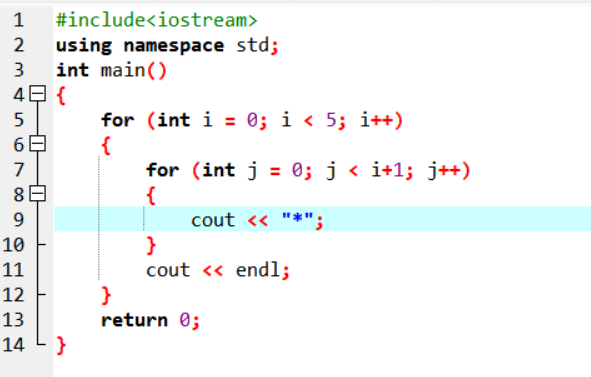 1 #include<iostream>
2 using namespace std;
3 int main()
4 {
5     for (int i = 0; i < 5; i++)
6     {
7         for (int j = 0; j < i+1; j++)
8         {
9             cout << "*";
10         }
11         cout << endl;
12     }
13     return 0;
14 }